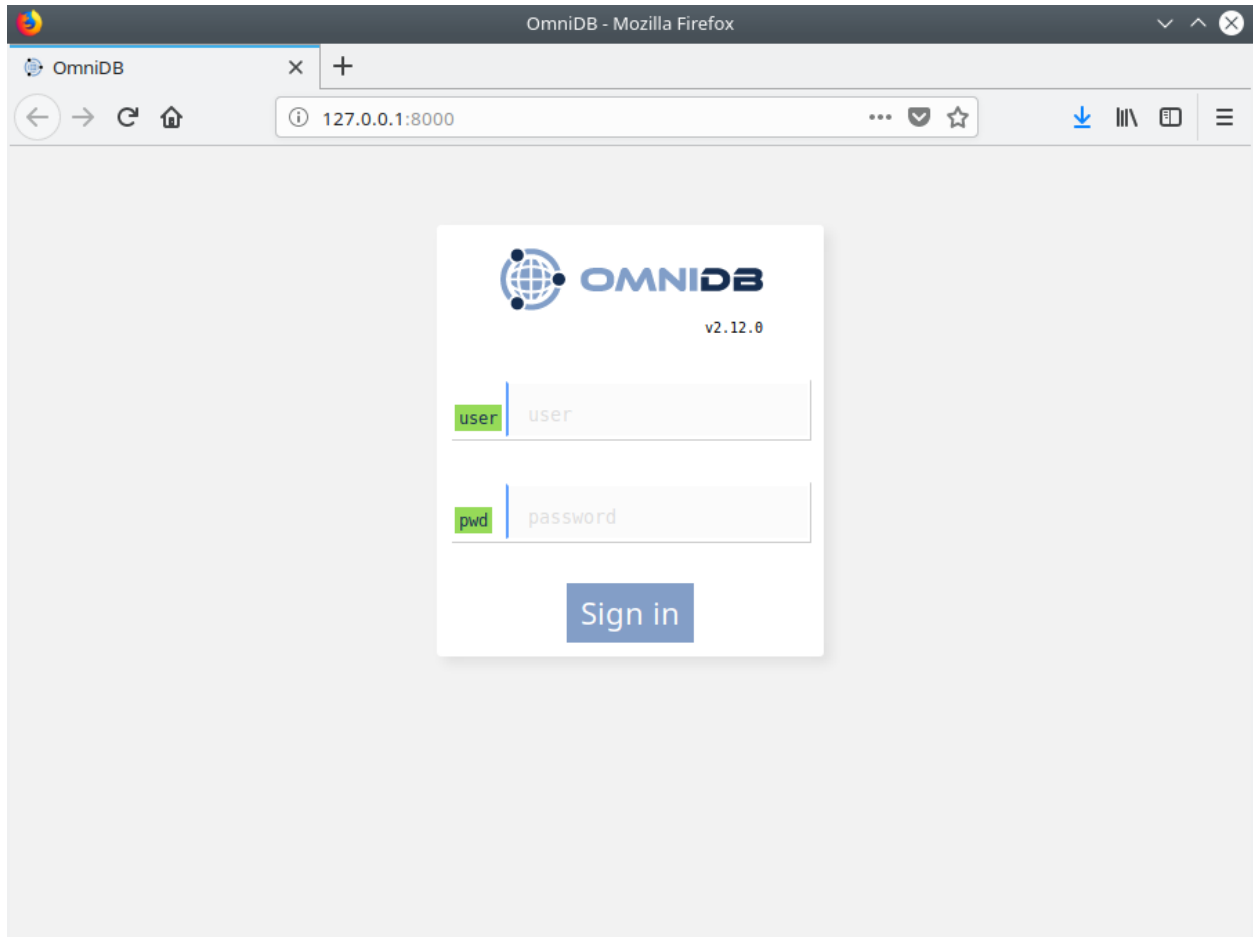 OmniDB - Mozilla Firefox
OmniDB
127.0.0.1:8000
OMNIDB
v2.12.0
user user
pwd password
Sign in